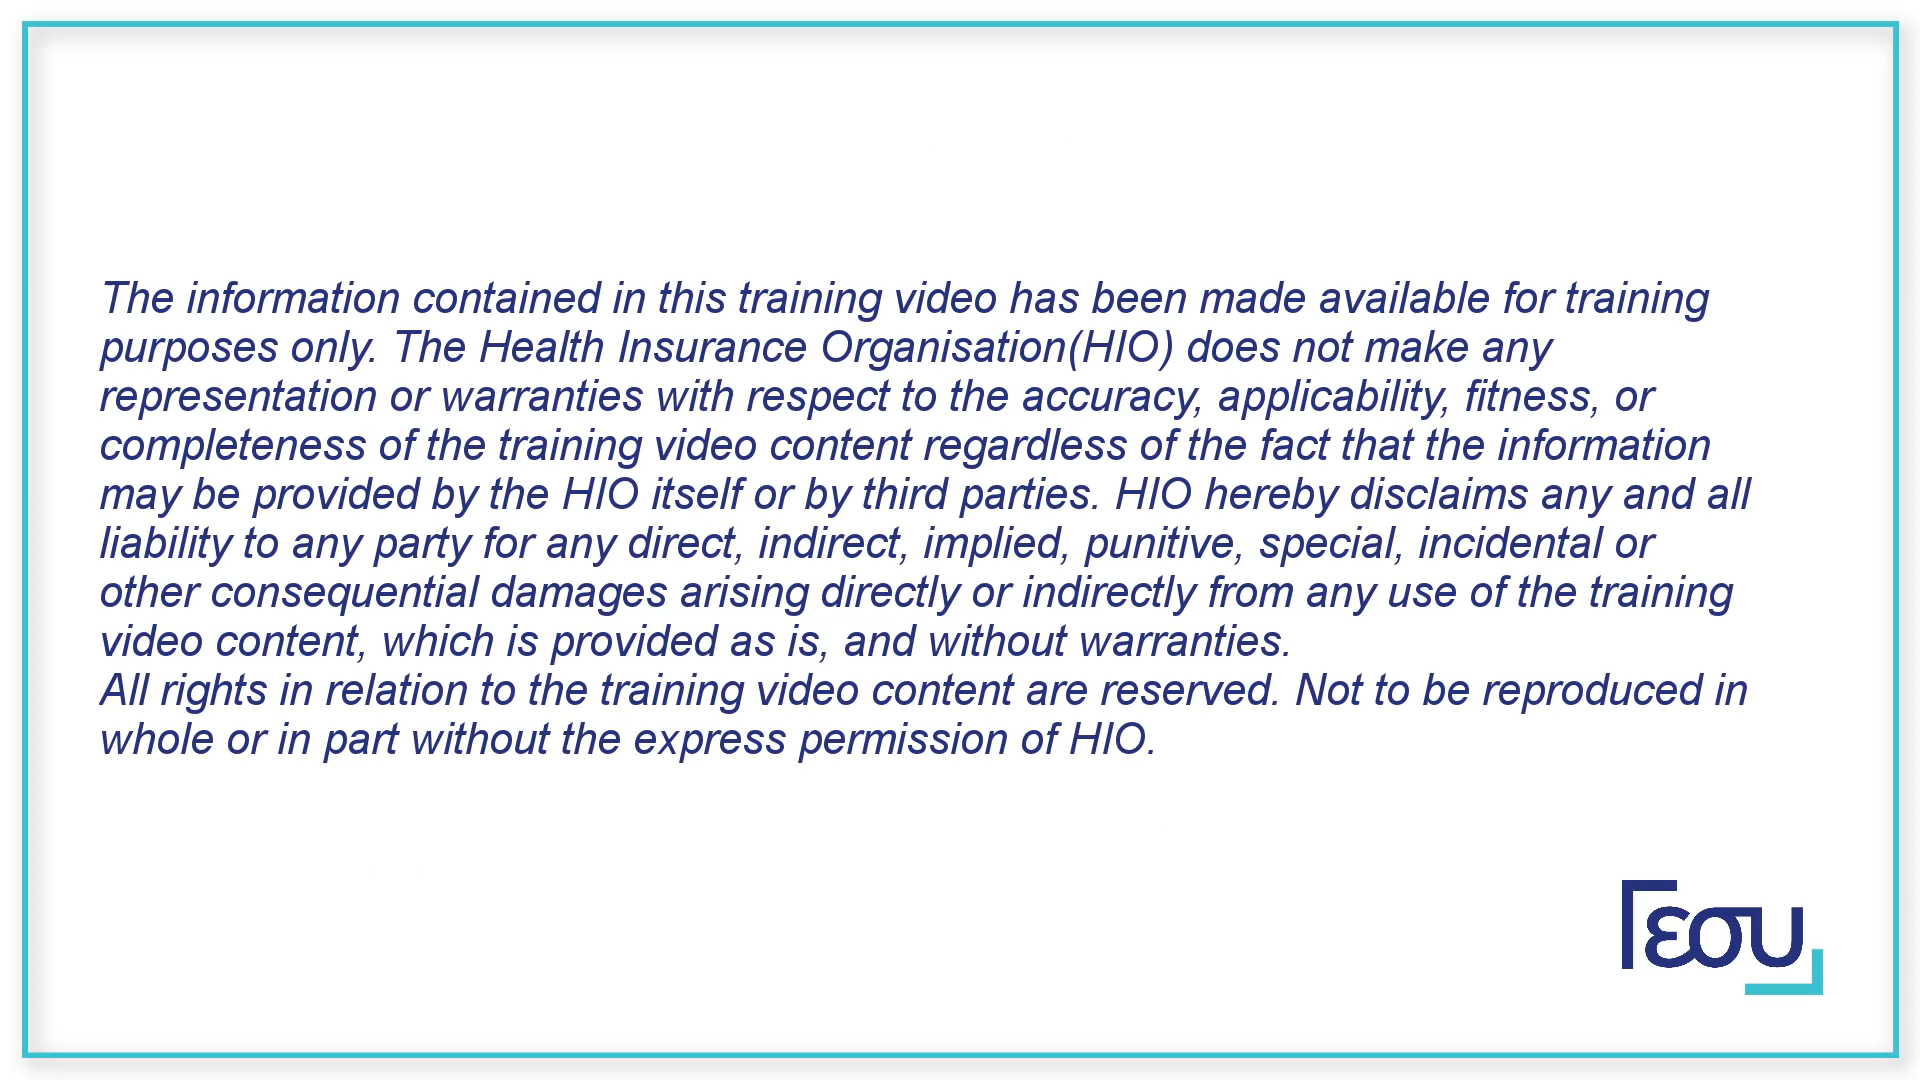 The information contained in this training video has been made available for training
purposes only. The Health Insurance Organisation(HIO) does not make any
representation or warranties with respect to the accuracy, applicability, fitness, or
completeness of the training video content regardless of the fact that the information
may be provided by the HIO itself or by third parties. HIO hereby disclaims any and all
liability to any party for any direct, indirect, implied, punitive, special, incidental or
other consequential damages arising directly or indirectly from any use of the training
video content, which is provided as is, and without warranties.
All rights in relation to the training video content are reserved. Not to be reproduced in
whole or in part without the express permission of HIO.
Γεσυ